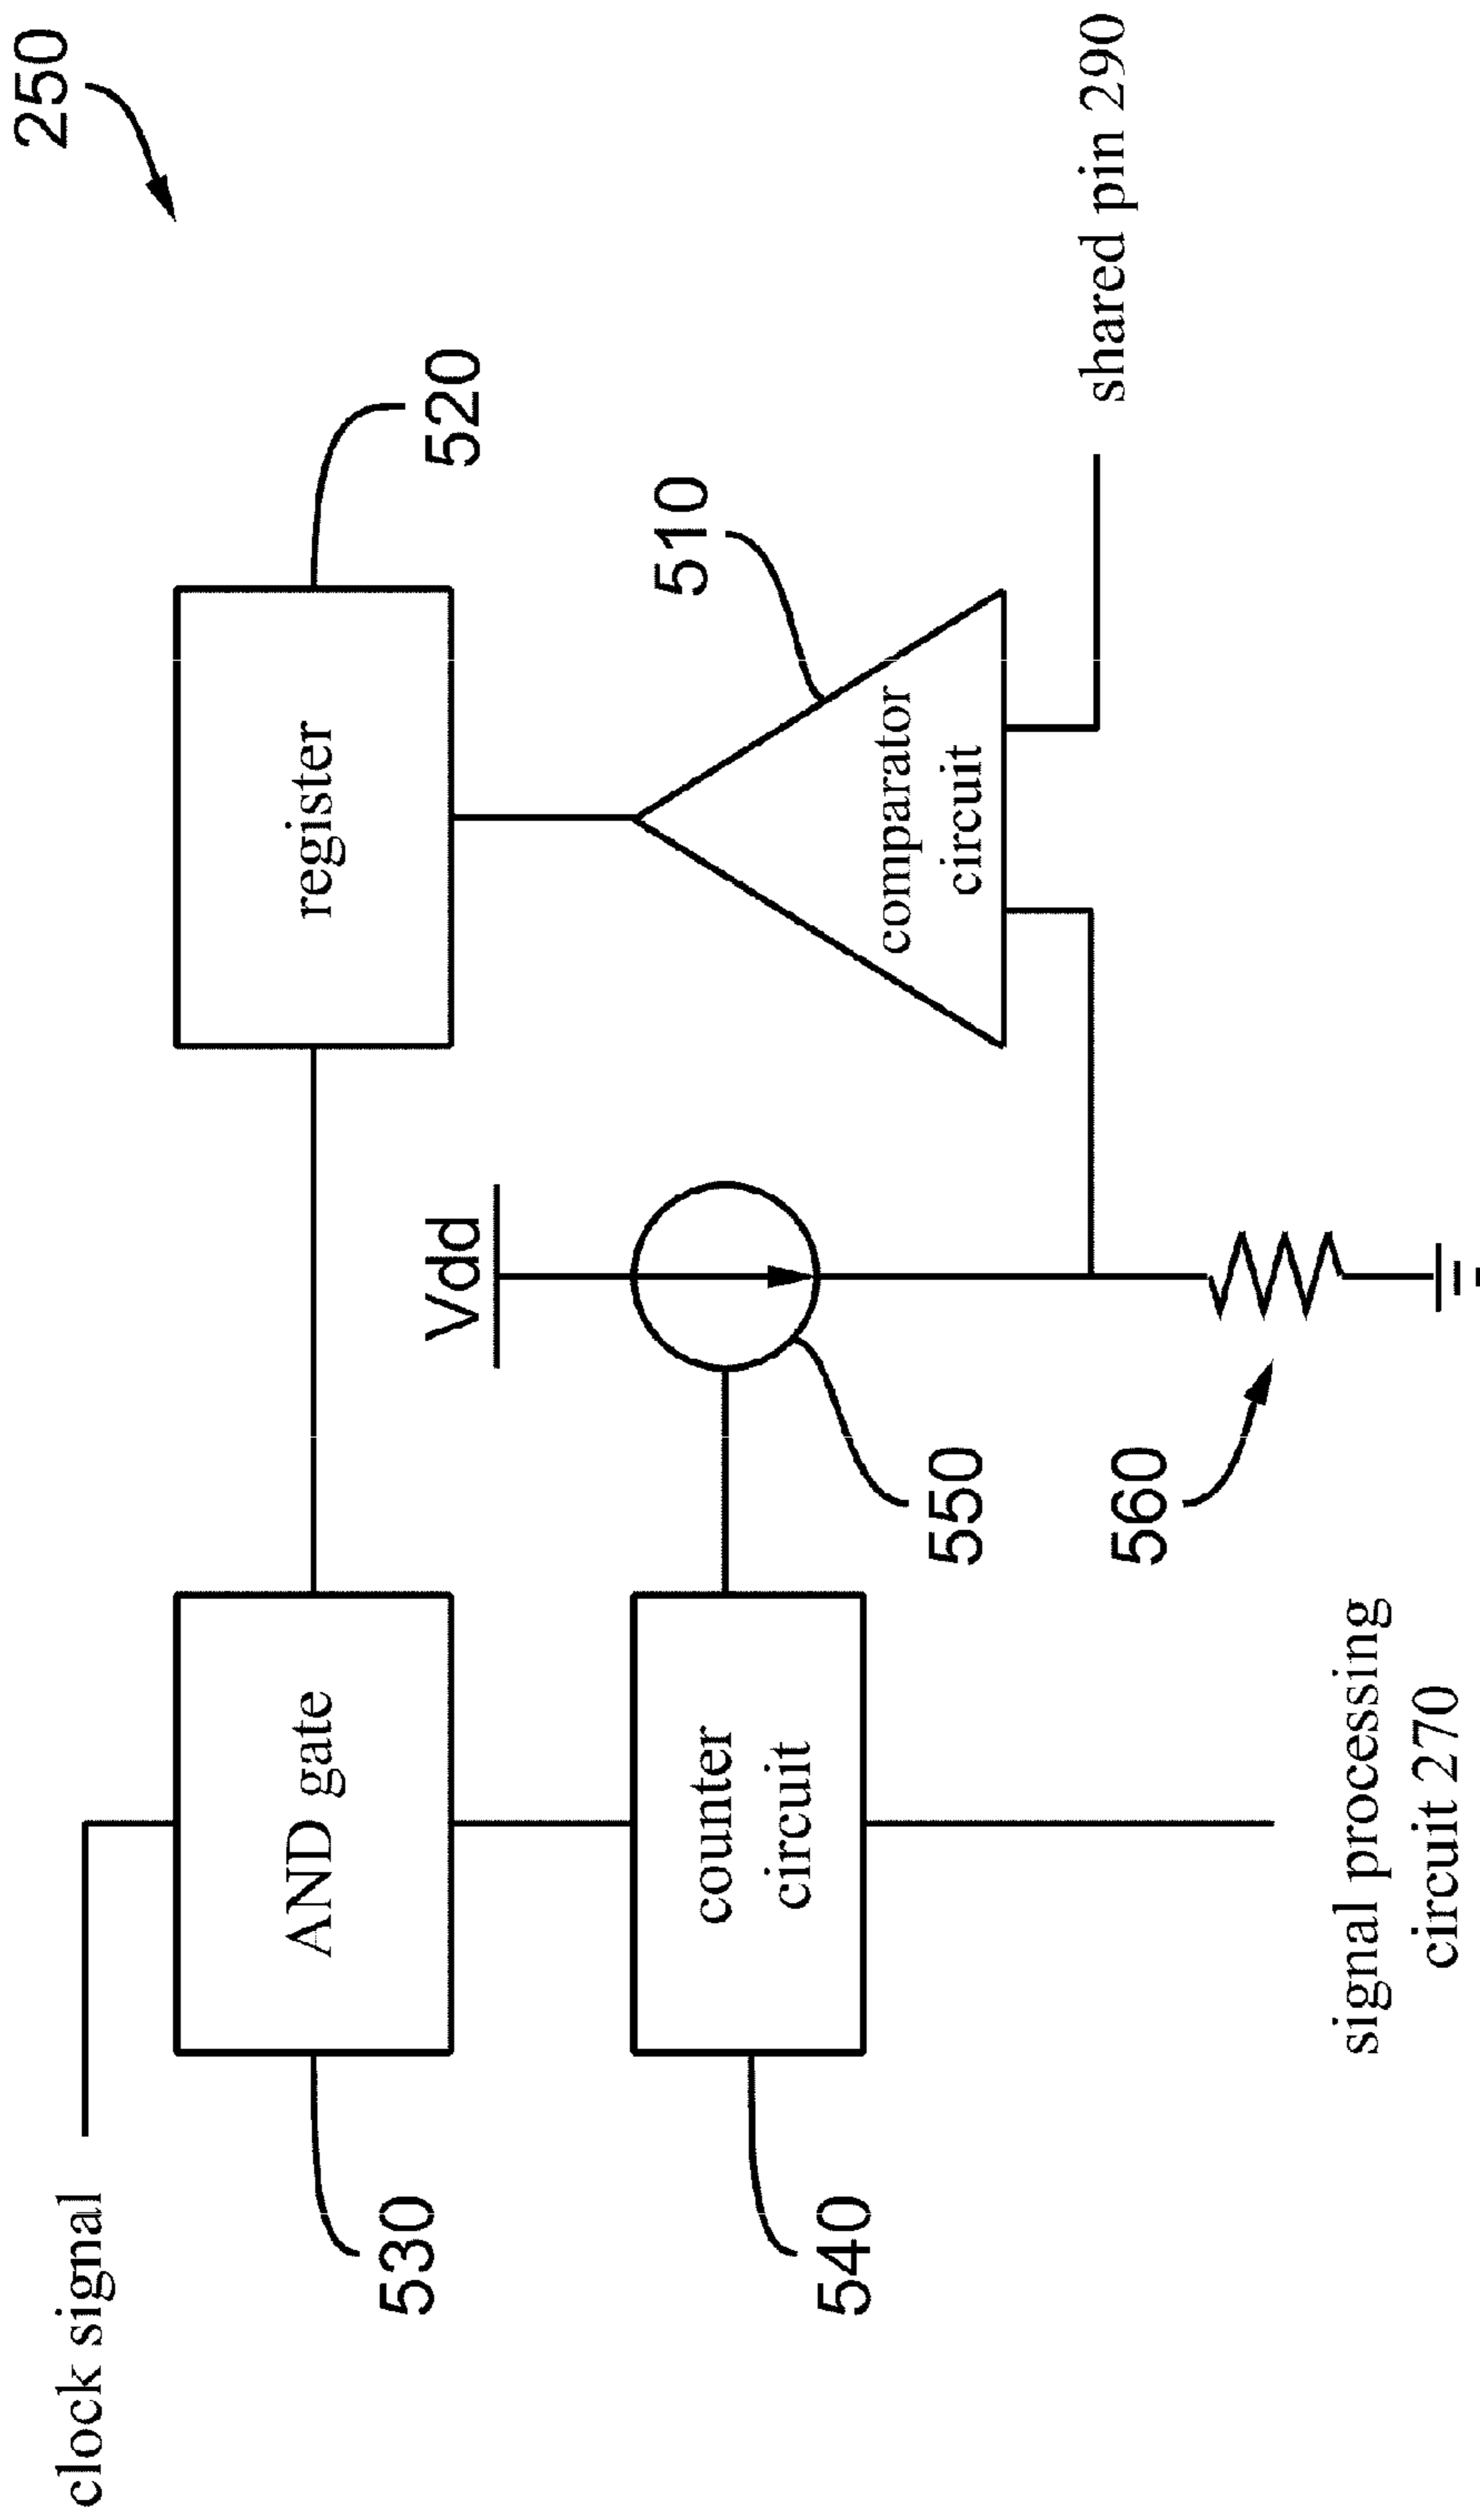 250
clock signal
AND gate
register
530
520
Vdd
510
counter
circuit
540
comparator
circuit
550
560
shared pin 290
signal processing
circuit 270